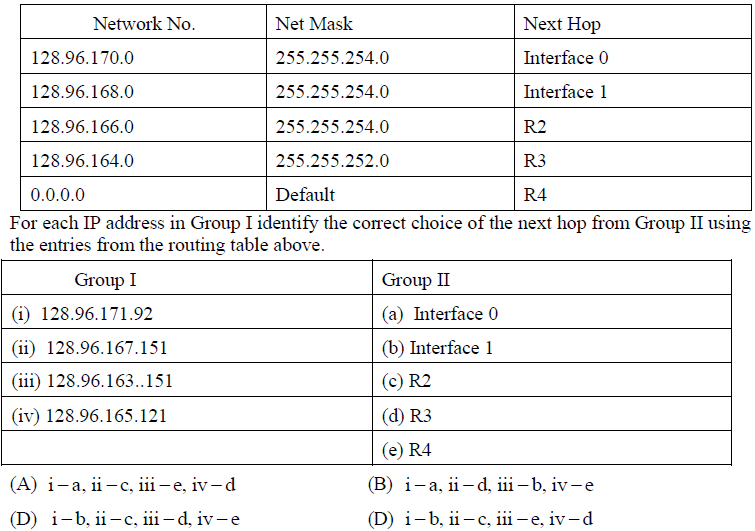 Network No. Net Mask Next Hop
128.96.170.0 255.255.254.0 Interface 0
128.96.168.0 255.255.254.0 Interface 1
128.96.166.0 255.255.254.0 R2
128.96.164.0 255.255.252.0 R3
0.0.0.0 Default R4
For each IP address in Group I identify the correct choice of the next hop from Group II using
the entries from the routing table above.
Group I Group II
(i) 128.96.171.92 (a) Interface 0
(ii) 128.96.167.151 (b) Interface 1
(iii) 128.96.163..151 (c) R2
(iv) 128.96.165.121 (d) R3
(e) R4
(A) i – a, ii – c, iii – e, iv – d (B) i – a, ii – d, iii – b, iv – e
(D) i – b, ii – c, iii – d, iv – e (D) i – b, ii – c, iii – e, iv – d